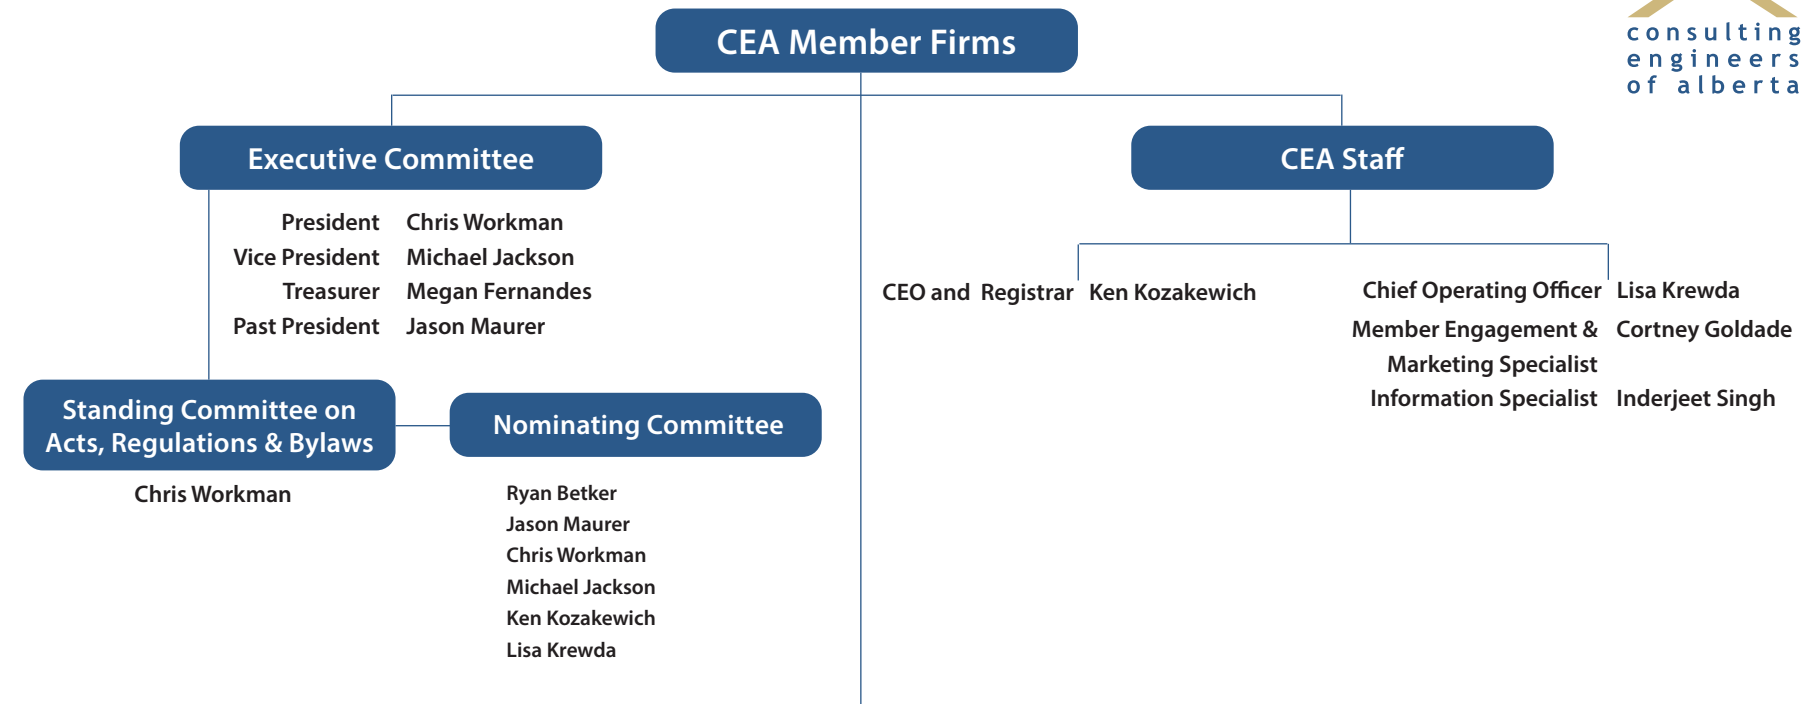 CEA Member Firms
consulting
engineers
of alberta
Executive Committee
President Chris Workman
Vice President Michael Jackson
Treasurer Megan Fernandes
Past President Jason Maurer
CEA Staff
CEO and Registrar Ken Kozakewich
Chief Operating Officer Lisa Krewda
Member Engagement & Cortney Goldade
Marketing Specialist
Information Specialist Inderjeet Singh
Standing Committee on
Acts, Regulations & Bylaws
Chris Workman
Nominating Committee
Ryan Betker
Jason Maurer
Chris Workman
Michael Jackson
Ken Kozakewich
Lisa Krewda